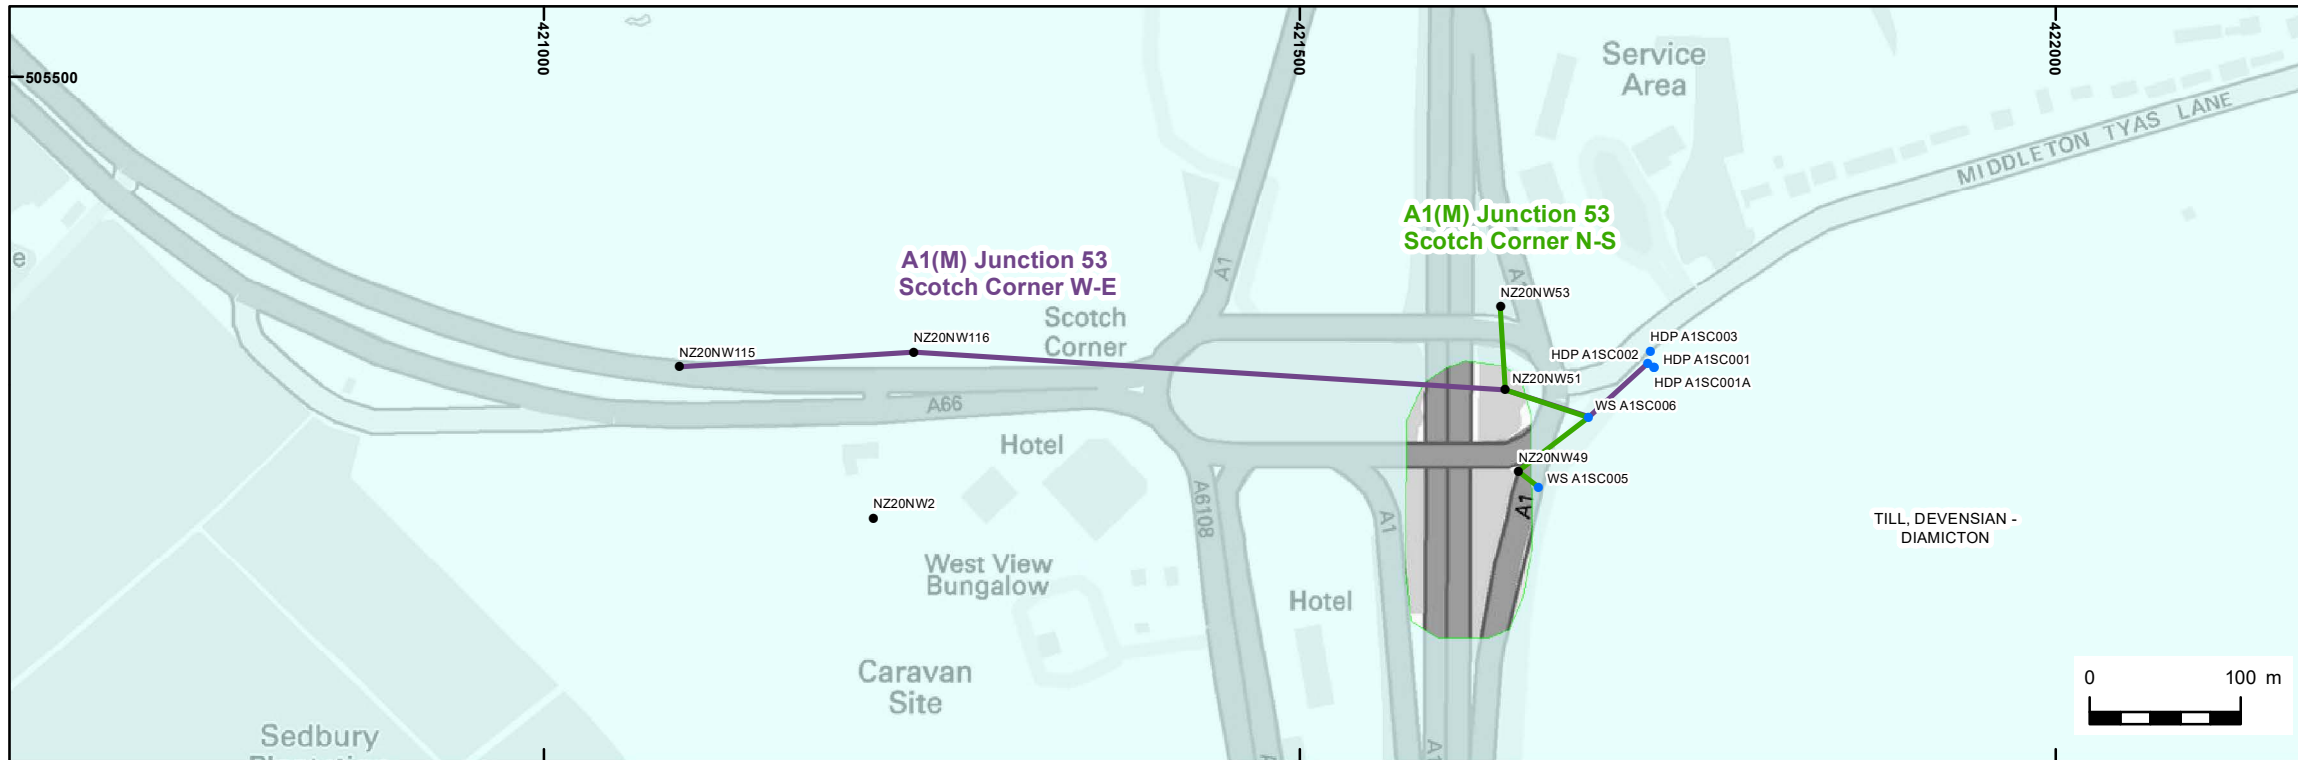 421000
421500
422000
505500
Service
Area
MIDDLETON TYAS LANE
A1(M) Junction 53
Scotch Corner N-S
A1(M) Junction 53
Scotch Corner W-E
e
A1
A
Scotch
Corner
NZ20NW53
NZ20NW115
NZ20NW116
HDP A1SC003
HDP A1SC002
HDP A1SC001
HDP A1SC001A
NZ20NW51
A66
WS A1SC006
Hotel
NZ20NW49
WS A1SC005
NZ20NW2
A6108
A1
A1
TILL, DEVENSIAN -
DIAMICTON
West View
Bungalow
Hotel
Caravan
Site
0 100 m
Sedbury
A1